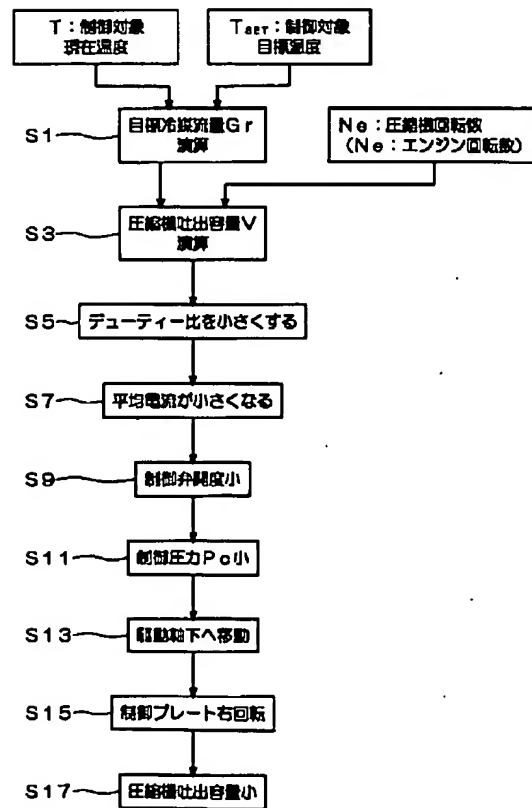 T:制御対象
現在温度
TSET:制御対象
目標温度
S1
目標冷媒流量Gr
演算
Ne:圧縮機回転数
(Ne:エンジン回転数)
S3
圧縮機吐出容量V
演算
S5
デューティー比を小さくする
S7
平均電流が小さくなる
S9
制御弁開度小
S11
制御圧力Pc小
S13
駆動軸下へ移動
S15
制御プレート右回転
S17
圧縮機吐出容量小